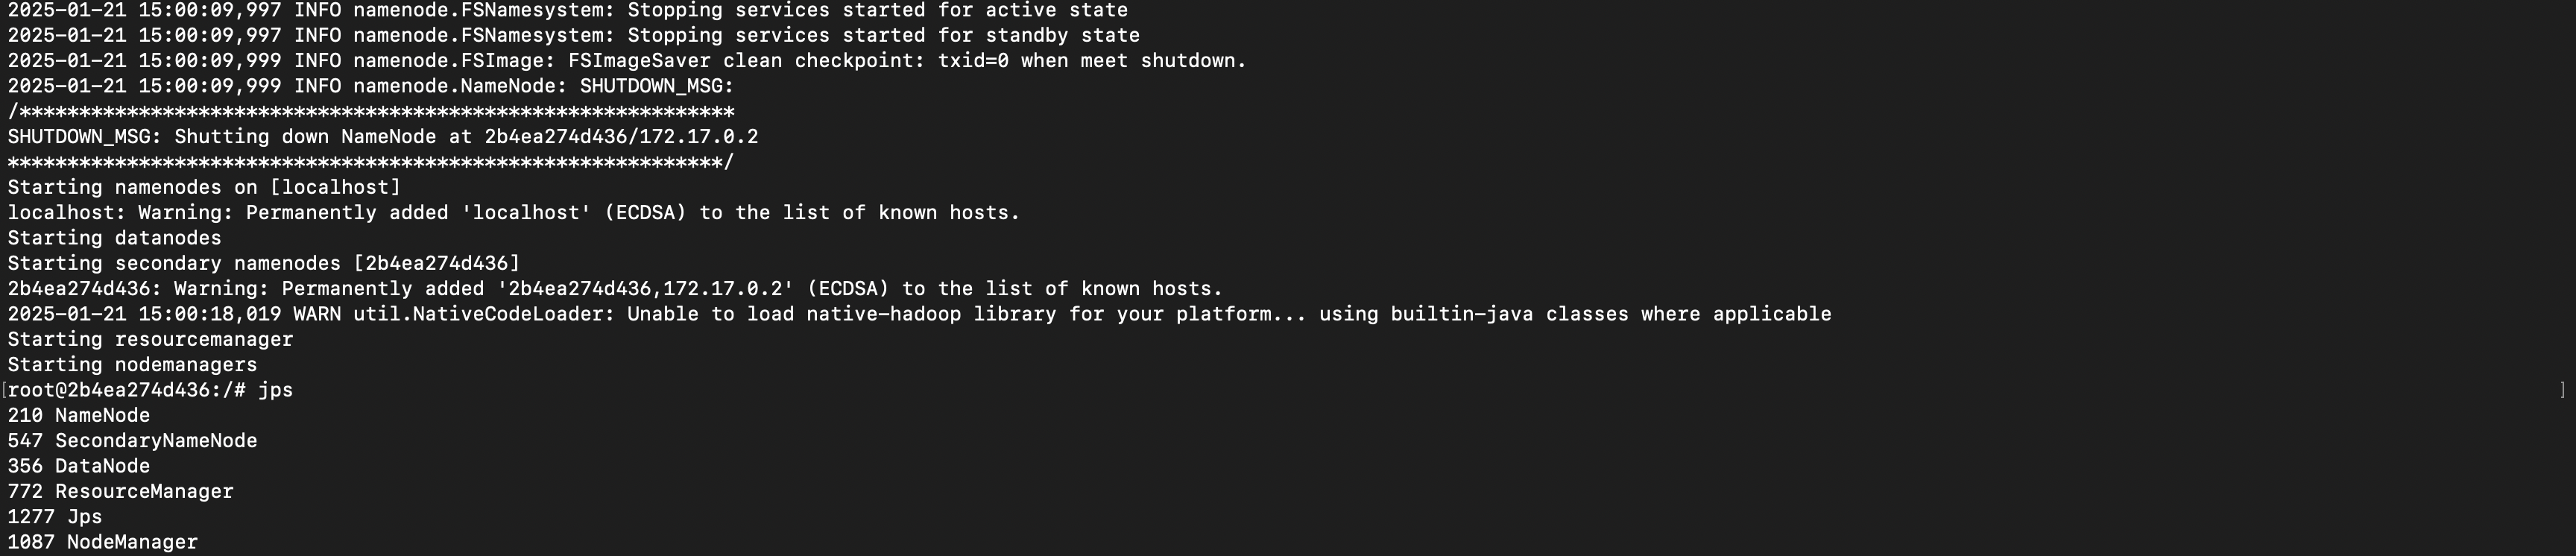 2025-01-21 15:00:09,997 INFO namenode.FSNamesystem: Stopping services started for active state
2025-01-21 15:00:09,997 INFO namenode.FSNamesystem: Stopping services started for standby state
2025-01-21 15:00:09,999 INFO namenode.FSImage: FSImageSaver clean checkpoint: txid=0 when meet shutdown.
2025-01-21 15:00:09,999 INFO namenode.NameNode: SHUTDOWN_MSG:
/************************************************************
SHUTDOWN_MSG: Shutting down NameNode at 2b4ea274d436/172.17.0.2
************************************************************/
Starting namenodes on [localhost]
localhost: Warning: Permanently added 'localhost' (ECDSA) to the list of known hosts.
Starting datanodes
Starting secondary namenodes [2b4ea274d436]
2b4ea274d436: Warning: Permanently added '2b4ea274d436,172.17.0.2' (ECDSA) to the list of known hosts.
2025-01-21 15:00:18,019 WARN util.NativeCodeLoader: Unable to load native-hadoop library for your platform... using builtin-java classes where applicable
Starting resourcemanager
Starting nodemanagers
[root@2b4ea274d436:/# jps ]
210 NameNode
547 SecondaryNameNode
356 DataNode
772 ResourceManager
1277 Jps
1087 NodeManager